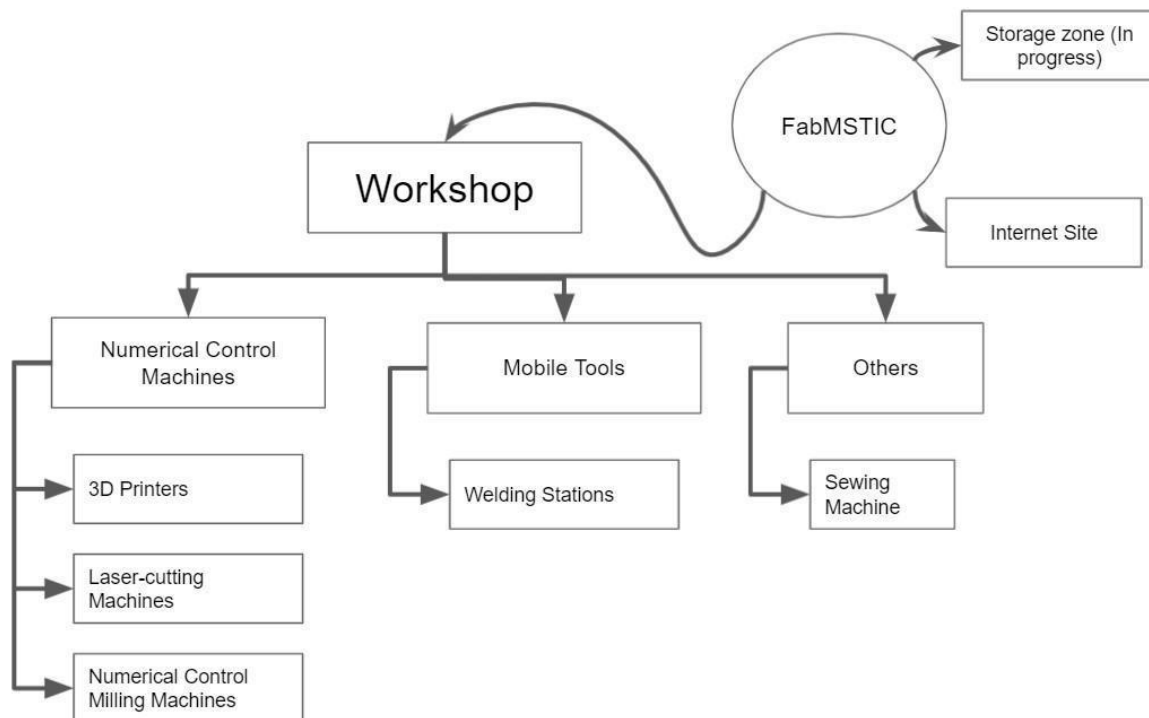 Storage zone (In
progress)
FabMSTIC
Workshop
Internet Site
Numerical Control
Machines
Mobile Tools
Others
3D Printers
Welding Stations
Sewing
Machine
Laser-cutting
Machines
Numerical Control
Milling Machines